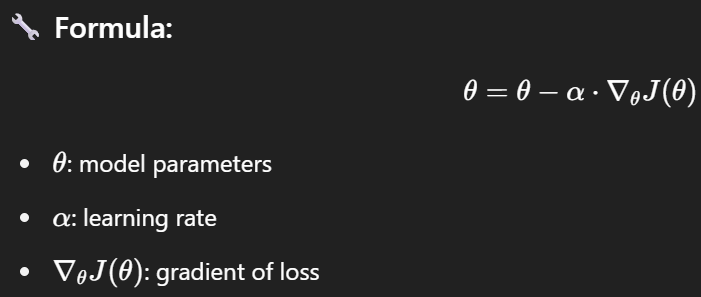 🔧 Formula:
θ = θ − α · ∇θJ(θ)
• θ: model parameters
• α: learning rate
• ∇θJ(θ): gradient of loss